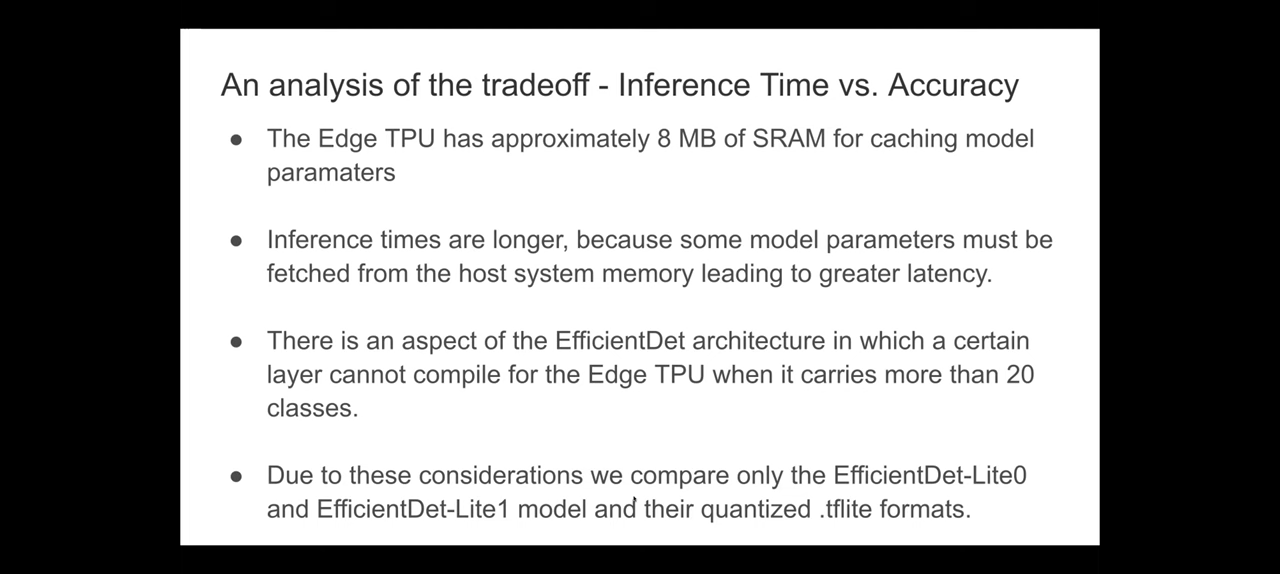 An analysis of the tradeoff - Inference Time vs. Accuracy
● The Edge TPU has approximately 8 MB of SRAM for caching model
paramaters
● Inference times are longer, because some model parameters must be
fetched from the host system memory leading to greater latency.
● There is an aspect of the EfficientDet architecture in which a certain
layer cannot compile for the Edge TPU when it carries more than 20
classes.
● Due to these considerations we compare only the EfficientDet-Lite0
and EfficientDet-Lite1 model and their quantized .tflite formats.